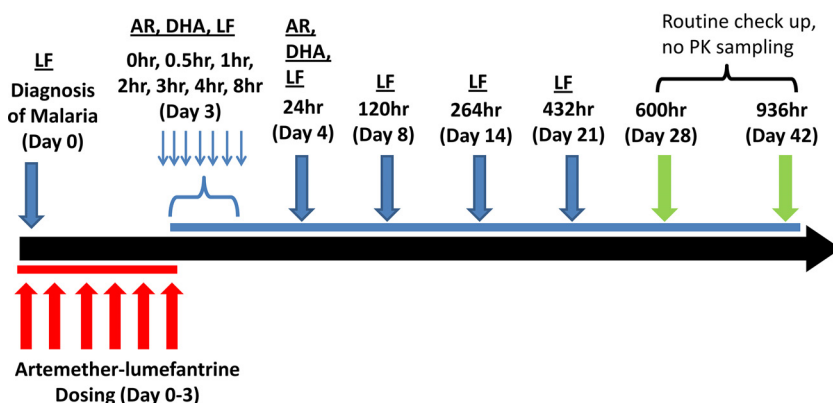 LF
Diagnosis
of Malaria
(Day 0)
AR, DHA, LF
0hr, 0.5hr, 1hr,
2hr, 3hr, 4hr, 8hr
(Day 3)
AR,
DHA,
LF
24hr
(Day 4)
LF
120hr
(Day 8)
LF
264hr
(Day 14)
LF
432hr
(Day 21)
Routine check up,
no PK sampling
600hr
(Day 28)
936hr
(Day 42)
Artemether-lumefantrine
Dosing (Day 0-3)